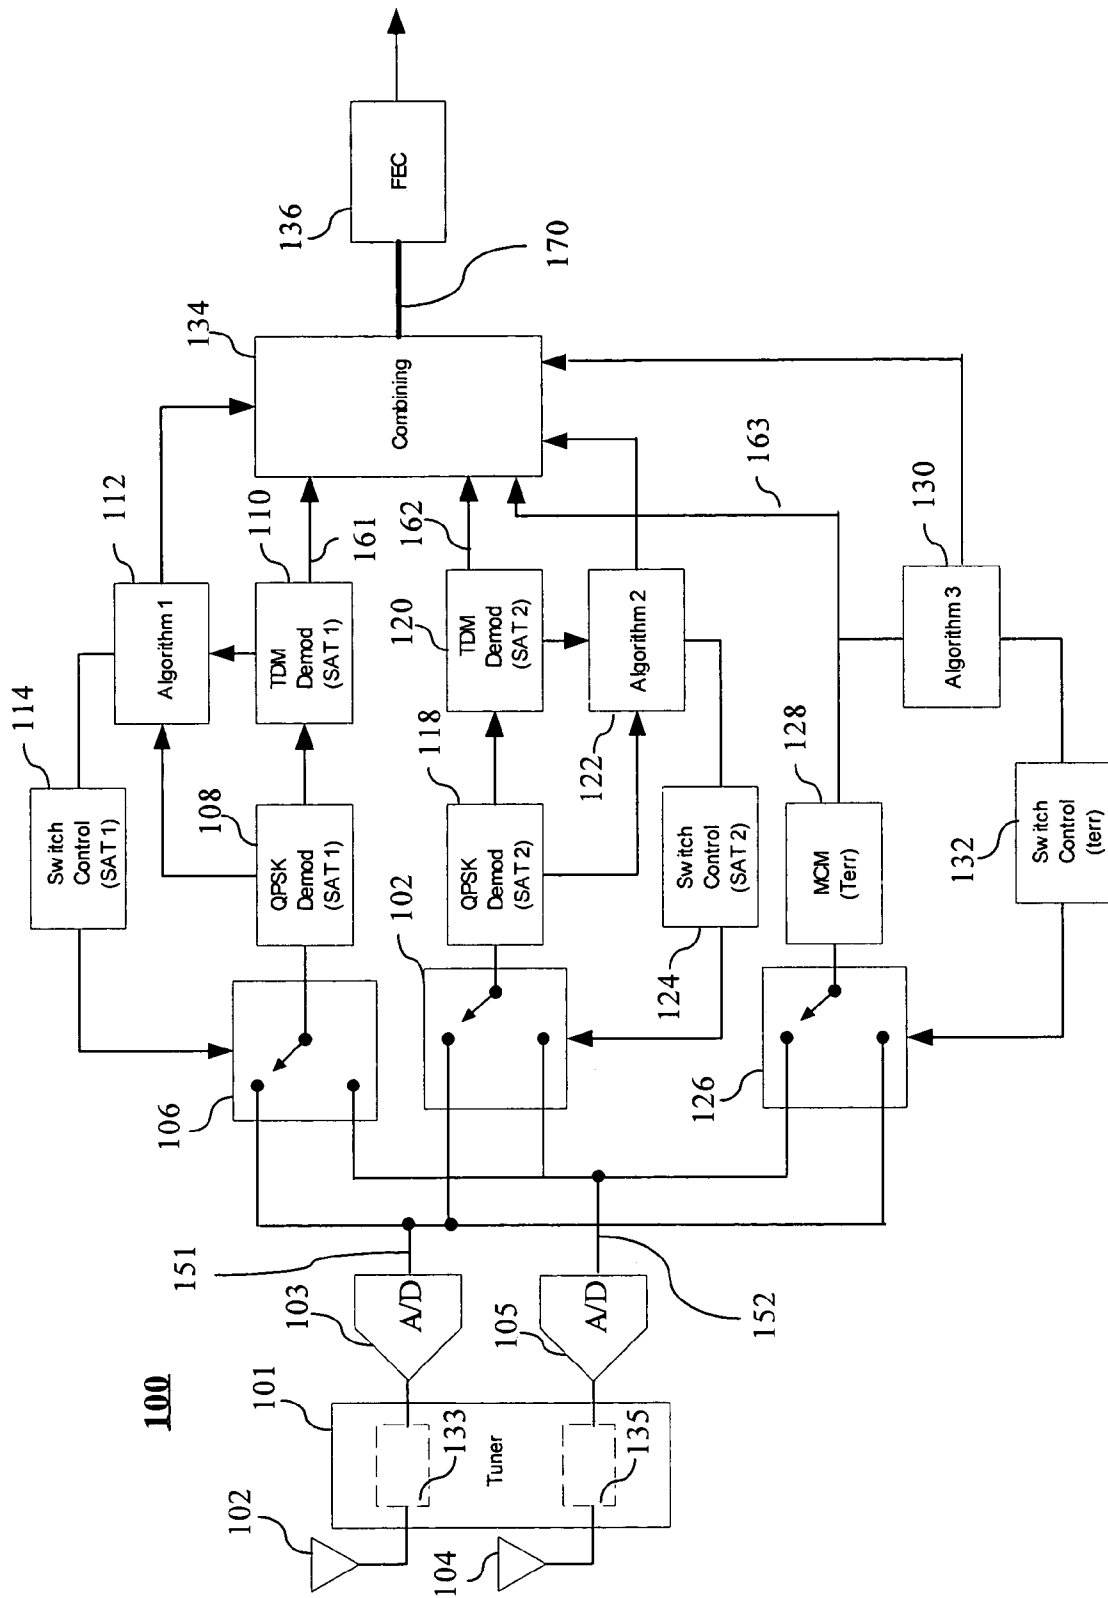 100
102
104
101
Tuner
133
135
103
A/D
105
A/D
151
152
106
102
126
114
Switch
Control
(SAT 1)
108
QPSK
Demod
(SAT 1)
112
Algorithm 1
110
TDM
Demod
(SAT 1)
161
118
QPSK
Demod
(SAT 2)
120
TDM
Demod
(SAT 2)
162
122
Algorithm 2
124
Switch
Control
(SAT 2)
128
MCM
(Terr)
163
130
Algorithm 3
132
Switch
Control
(terr)
134
Combining
170
136
FEC